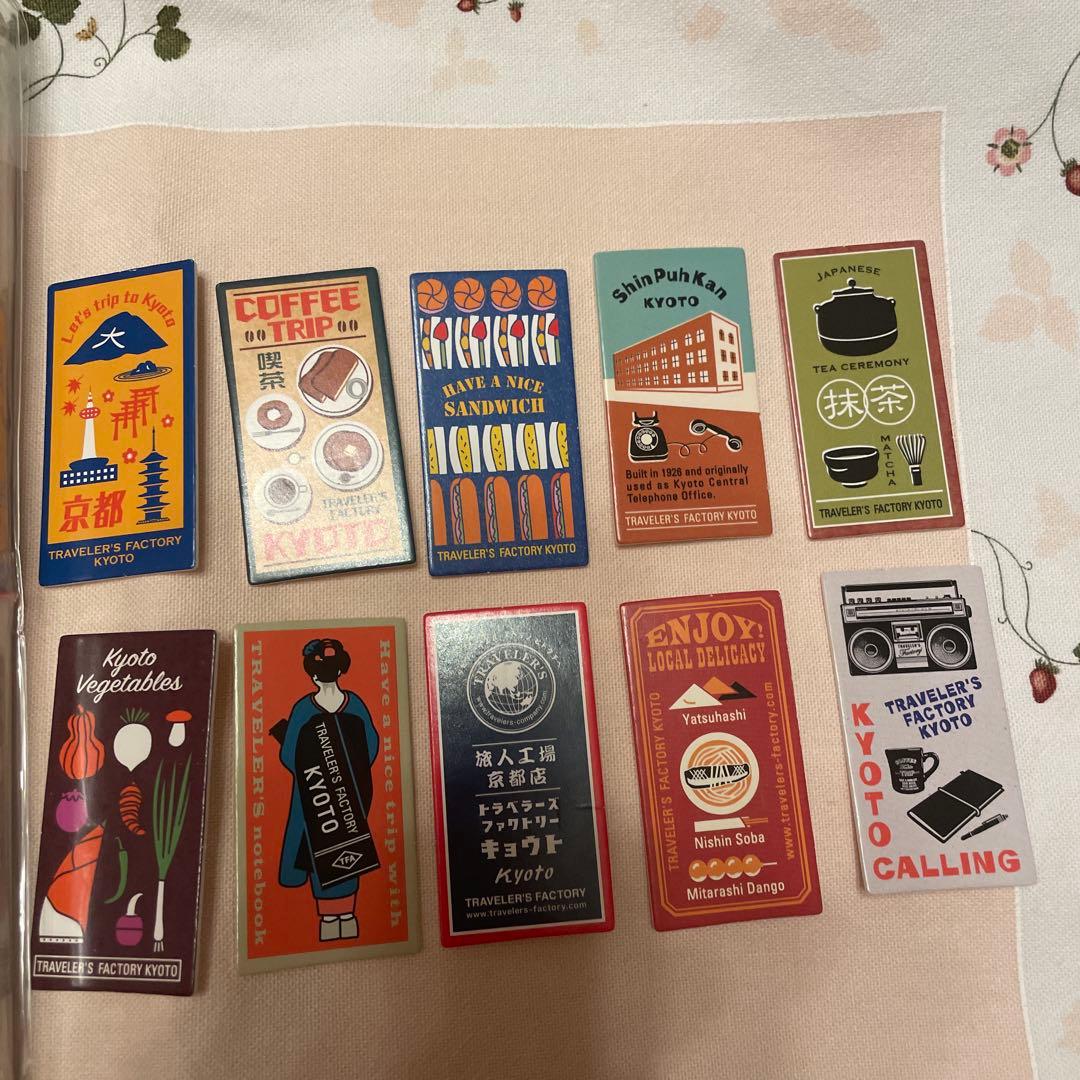 Let's trip to Kyoto
大
京都
TRAVELER'S FACTORY
KYOTO
COFFEE
TRIP
喫
茶
TRAVELER'S
FACTORY
KYOTO
HAVE A NICE
SANDWICH
TRAVELER'S FACTORY KYOTO
ShinPuhKan
KYOTO
Built in 1926 and originally
used as Kyoto Central
Telephone Office.
TRAVELER'S FACTORY KYOTO
JAPANESE
TEA CEREMONY
抹茶
MATCHA
TRAVELER'S FACTORY KYOTO
Kyoto
Vegetables
TRAVELER'S FACTORY KYOTO
Have a nice trip with
TRAVELER'S notebook
TRAVELER'S FACTORY
KYOTO
TFA
TRAVELER'S
www.travelers-company.com
旅人工場
京都店
トラベラーズ
ファクトリー
キョウト
Kyoto
TRAVELER'S FACTORY
www.travelers-factory.com
ENJOY!
LOCAL DELICACY
TRAVELER'S FACTORY KYOTO
www.travelers-factory.com
Yatsuhashi
Nishin Soba
Mitarashi Dango
TRAVELER'S
Factory
TRAVELER'S
FACTORY
KYOTO
KYOTO
CALLING